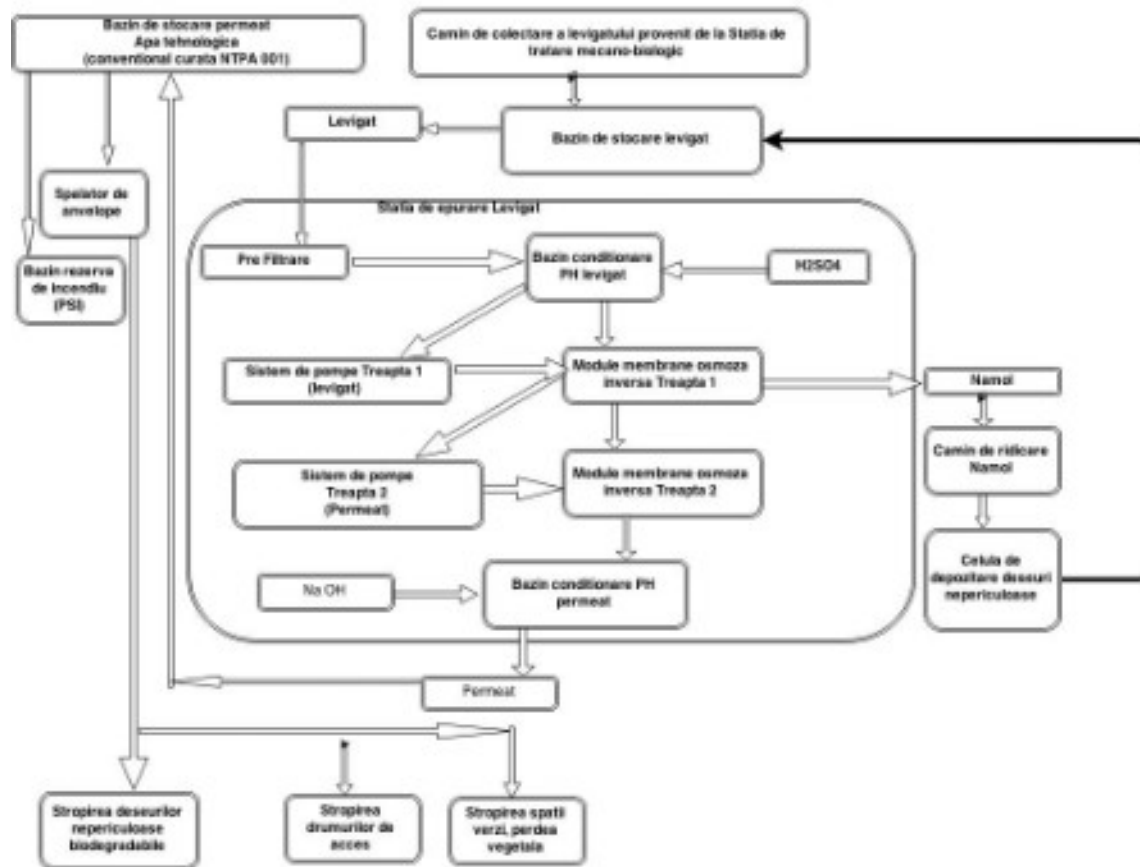 Bazin de stocare permeat
Apa tehnologica
(conventional curata NTPA 001)
Camin de colectare a levigatului provenit de la Statia de
tratare mecano-biologic
Levigat
Bazin de stocare levigat
Spalator de
anvelope
Bazin rezerva
de incendiu
(PSI)
Statia de epurare Levigat
Pre Filtrare
Bazin conditionare
PH levigat
H2SO4
Sistem de pompe Treapta 1
(levigat)
Module membrane osmoza
inversa Treapta 1
Namol
Camin de ridicare
Namol
Sistem de pompe
Treapta 2
(Permeat)
Module membrane osmoza
inversa Treapta 2
Celula de
depozitare deseuri
nepericuloase
Na OH
Bazin conditionare PH
permeat
Permeat
Stropirea deseurilor
nepericuloase
biodegradabile
Stropirea
drumurilor de
acces
Stropirea spatii
verzi, perdea
vegetala